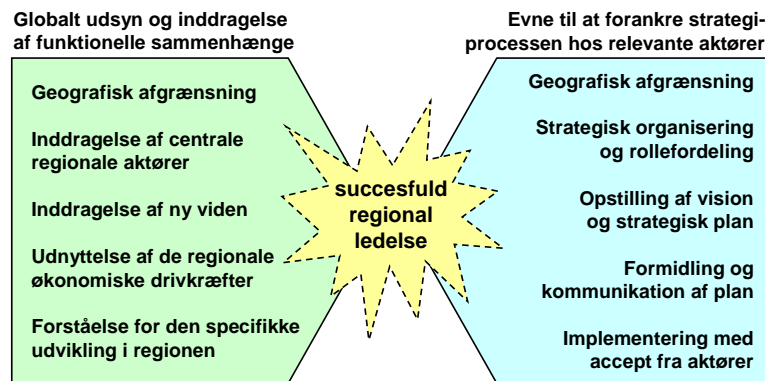 Globalt udsyn og inddragelse
af funktionelle sammenhænge
Geografisk afgrænsning
Inddragelse af centrale
regionale aktører
Inddragelse af ny viden
Udnyttelse af de regionale
økonomiske drivkræfter
Forståelse for den specifikke
udvikling i regionen
succesfuld
regional
ledelse
Evne til at forankre strategi-
processen hos relevante aktører
Geografisk afgrænsning
Strategisk organisering
og rollefordeling
Opstilling af vision
og strategisk plan
Formidling og
kommunikation af plan
Implementering med
accept fra aktører